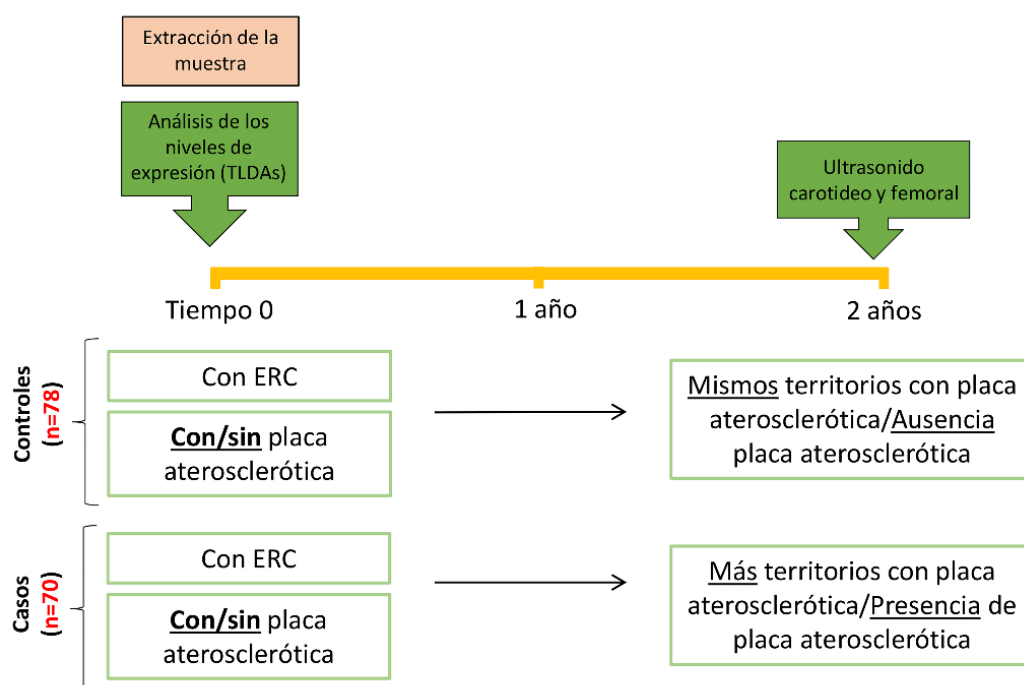 Extracción de la
muestra
Análisis de los
niveles de
expresión (TLDAs)
Ultrasonido
carotideo y femoral
Tiempo 0
1 año
2 años
Controles
(n=78)
Con ERC
Con/sin placa
aterosclerótica
Mismos territorios con placa
aterosclerótica/Ausencia
placa aterosclerótica
Casos
(n=70)
Con ERC
Con/sin placa
aterosclerótica
Más territorios con placa
aterosclerótica/Presencia de
placa aterosclerótica